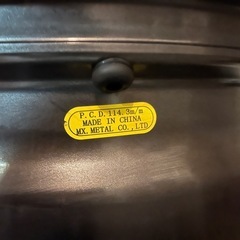 P.C.D.114.3m/m
MADE IN CHINA
MX.METAL CO.,LTD